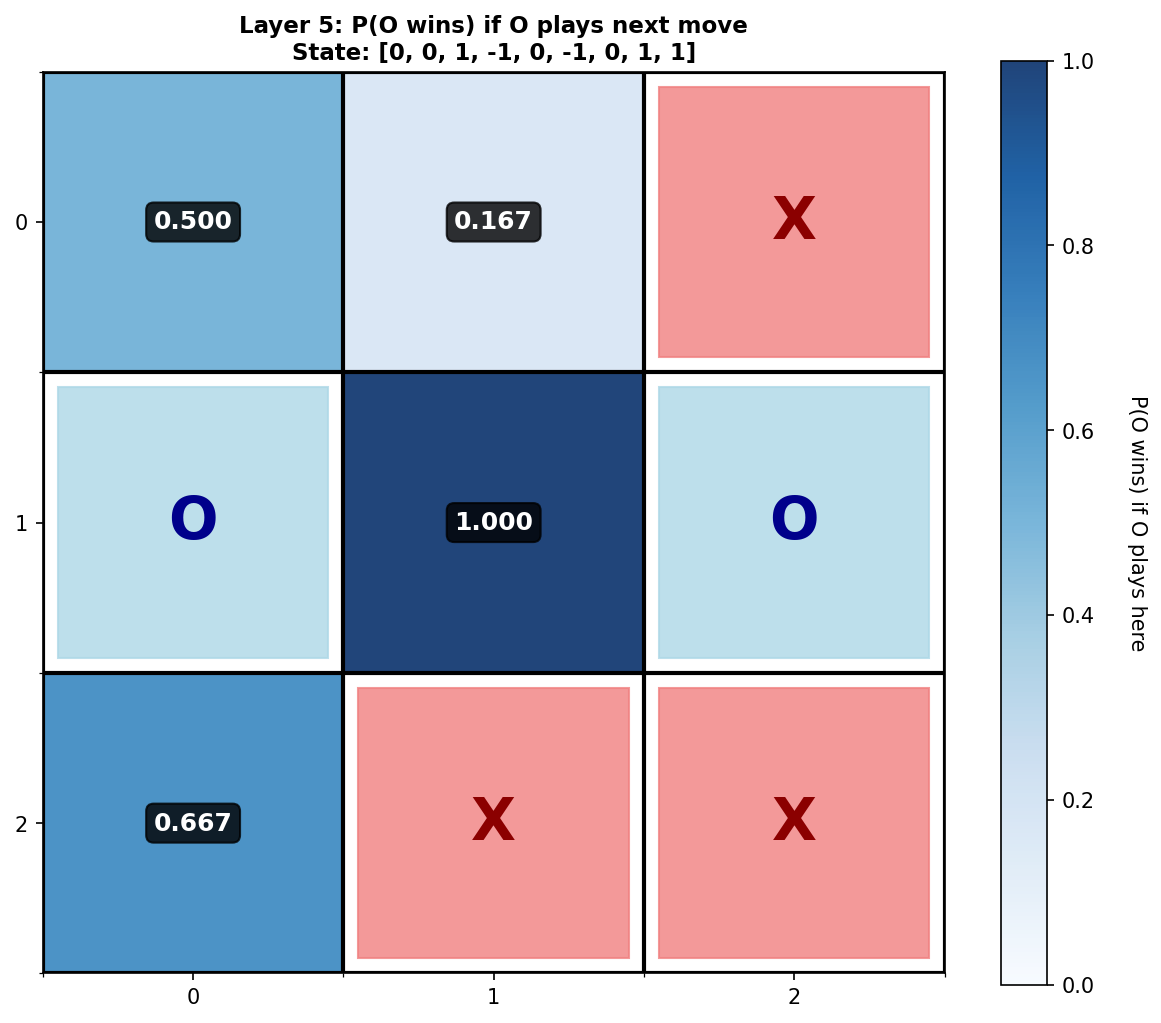 Layer 5: P(O wins) if O plays next move
State: [0, 0, 1, -1, 0, -1, 0, 1, 1]
0
0.500
0.167
X
1
O
1.000
O
2
0.667
X
X
0
1
2
1.0
0.8
0.6
0.4
0.2
0.0
P(O wins) if O plays here